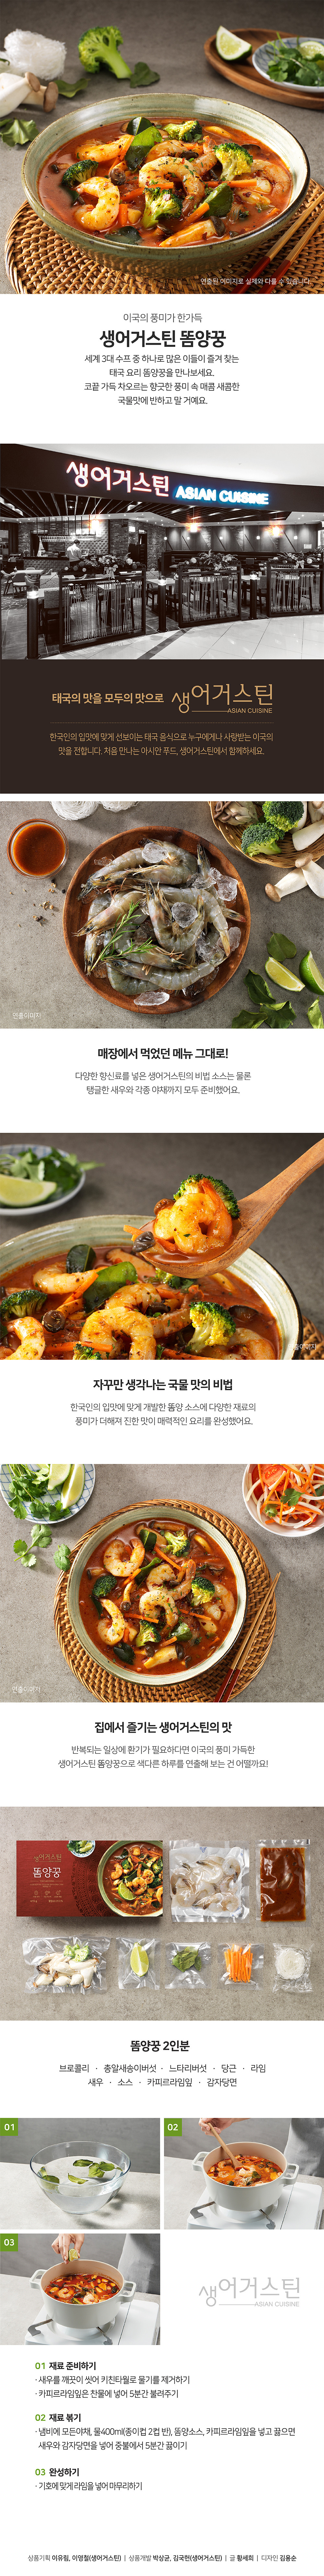 연출된 이미지로 실제와 다를 수 있습니다.
이국의 풍미가 한가득
생어거스틴 똠양꿍
세계 3대 수프 중 하나로 많은 이들이 즐겨 찾는
태국 요리 똠양꿍을 만나보세요.
코끝 가득 차오르는 향긋한 풍미 속 매콤 새콤한
국물맛에 반하고 말 거예요.
생어거스틴 ASIAN CUISINE
태국의 맛을 모두의 맛으로 생어거스틴
ASIAN CUISINE
한국인의 입맛에 맞게 선보이는 태국 음식으로 누구에게나 사랑받는 이국의
맛을 전합니다. 처음 만나는 아시안 푸드, 생어거스틴에서 함께하세요.
연출이미지
매장에서 먹었던 메뉴 그대로!
다양한 향신료를 넣은 생어거스틴의 비법 소스는 물론
탱글한 새우와 각종 야채까지 모두 준비했어요.
연출이미지
자꾸만 생각나는 국물 맛의 비법
한국인의 입맛에 맞게 개발한 똠양 소스에 다양한 재료의
풍미가 더해져 진한 맛이 매력적인 요리를 완성했어요.
연출이미지
집에서 즐기는 생어거스틴의 맛
반복되는 일상에 환기가 필요하다면 이국의 풍미 가득한
생어거스틴 똠양꿍으로 색다른 하루를 연출해 보는 건 어떨까요!
생어거스틴
똠양꿍
똠양꿍 2인분
브로콜리 · 총알새송이버섯 · 느타리버섯 · 당근 · 라임
새우 · 소스 · 카피르라임잎 · 감자당면
01
02
03
생어거스틴
ASIAN CUISINE
01 재료 준비하기
· 새우를 깨끗이 씻어 키친타월로 물기를 제거하기
· 카피르라임잎은 찬물에 넣어 5분간 불려주기
02 재료 볶기
· 냄비에 모든야채, 물400ml(종이컵 2컵 반), 똠양소스, 카피르라임잎을 넣고 끓으면
새우와 감자당면을 넣어 중불에서 5분간 끓이기
03 완성하기
· 기호에 맞게 라임을 넣어 마무리하기
상품기획 이유림, 이영철(생어거스틴) | 상품개발 박상균, 김국헌(생어거스틴) | 글 황세희 | 디자인 김용순